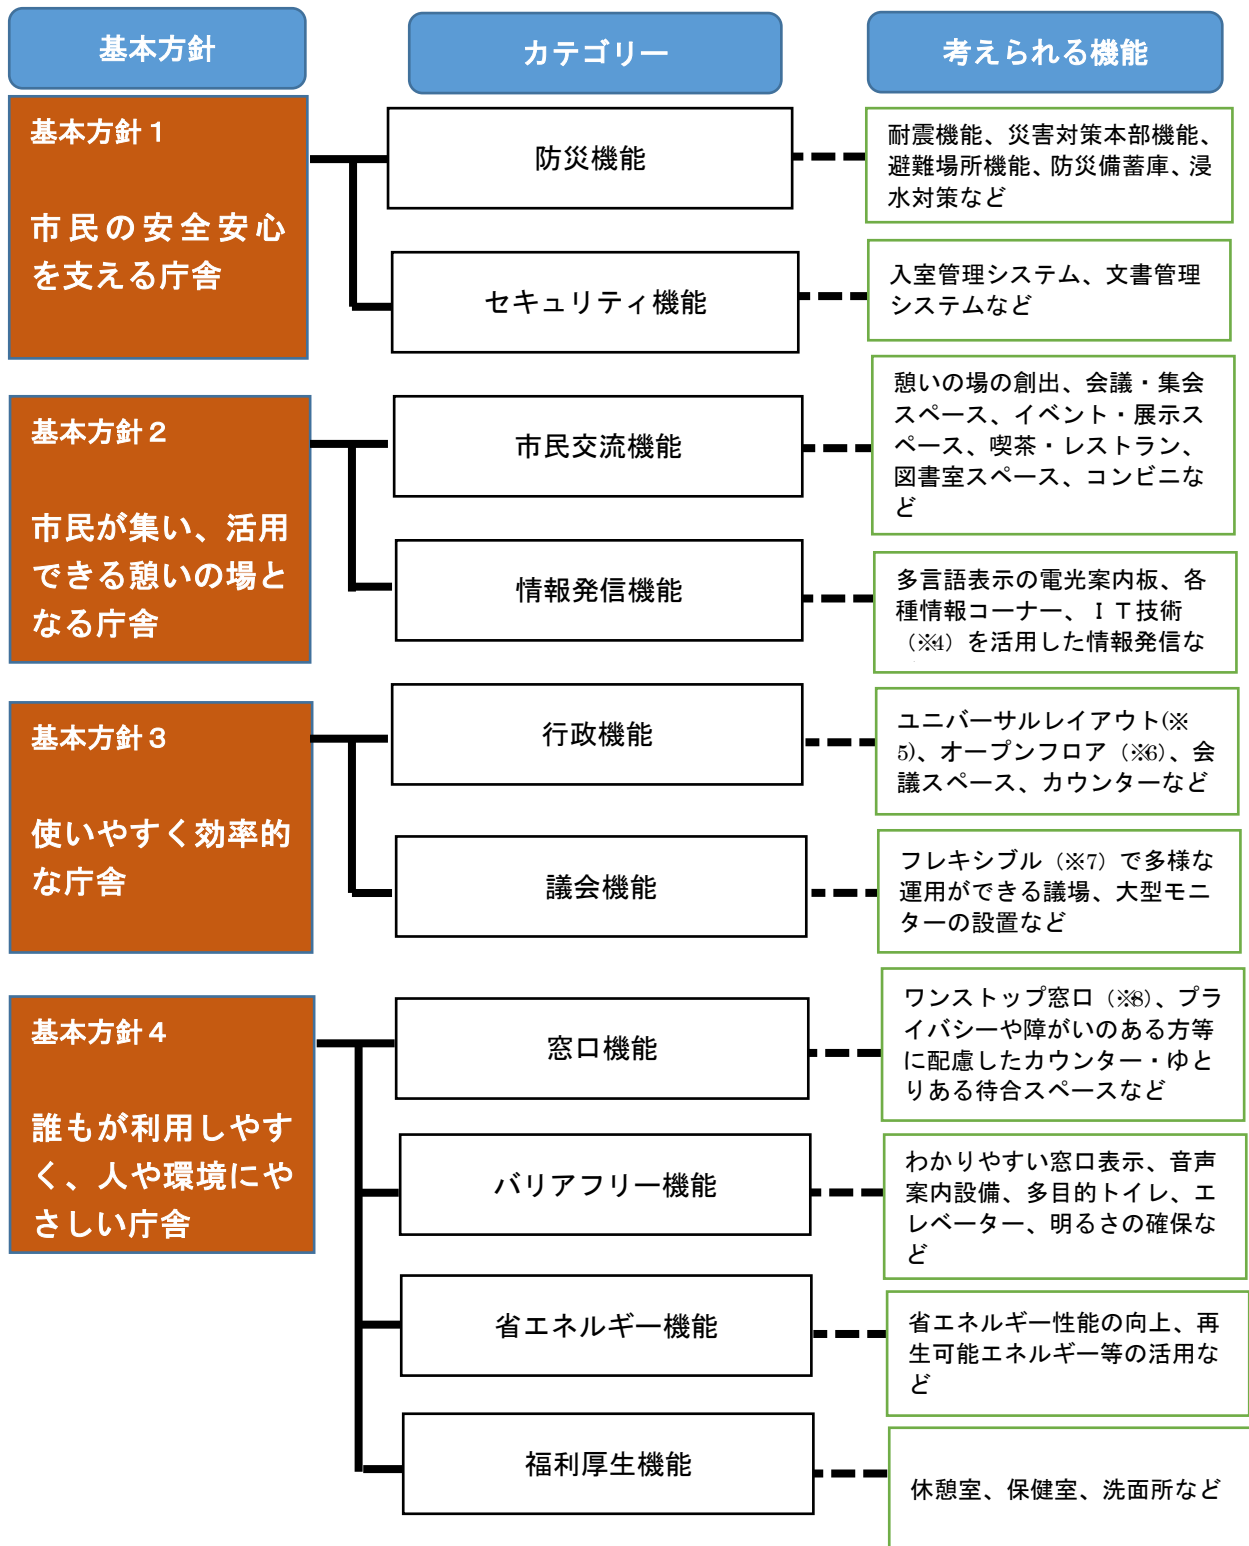 基本方針
カテゴリー
考えられる機能
基本方針１
市民の安全安心
を支える庁舎
防災機能
耐震機能、災害対策本部機能、
避難場所機能、防災備蓄庫、浸
水対策など
セキュリティ機能
入室管理システム、文書管理
システムなど
基本方針２
市民が集い、活用
できる憩いの場と
なる庁舎
市民交流機能
憩いの場の創出、会議・集会
スペース、イベント・展示ス
ペース、喫茶・レストラン、
図書室スペース、コンビニな
ど
情報発信機能
多言語表示の電光案内板、各
種情報コーナー、ＩＴ技術
（※4）を活用した情報発信な
基本方針３
使いやすく効率的
な庁舎
行政機能
ユニバーサルレイアウト(※
5)、オープンフロア（※6）、会
議スペース、カウンターなど
議会機能
フレキシブル（※7）で多様な
運用ができる議場、大型モニ
ターの設置など
基本方針４
誰もが利用しやす
く、人や環境にや
さしい庁舎
窓口機能
ワンストップ窓口（※8）、プラ
イバシーや障がいのある方等
に配慮したカウンター・ゆと
りある待合スペースなど
バリアフリー機能
わかりやすい窓口表示、音声
案内設備、多目的トイレ、エ
レベーター、明るさの確保な
ど
省エネルギー機能
省エネルギー性能の向上、再
生可能エネルギー等の活用な
ど
福利厚生機能
休憩室、保健室、洗面所など